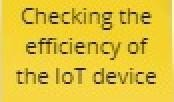 Checking the
efficiency of
the IoT device